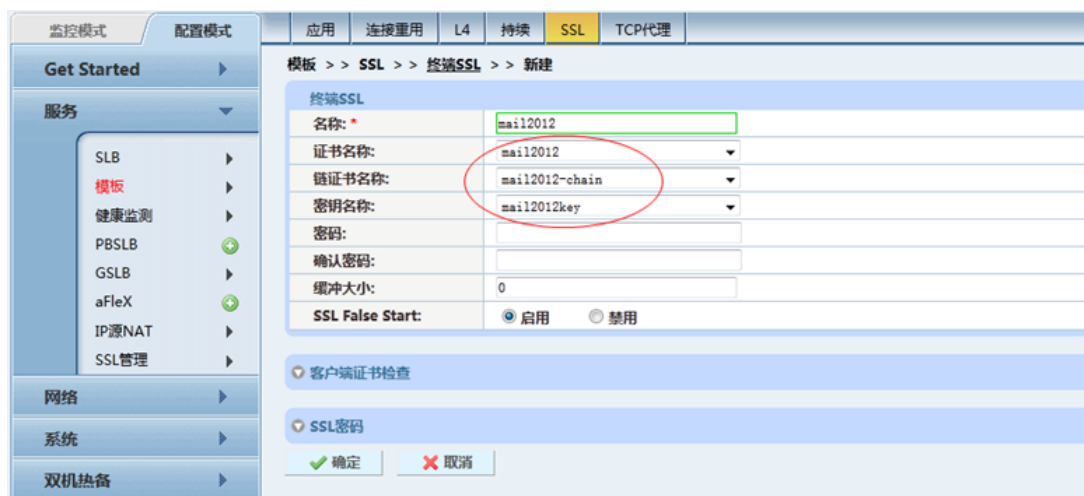 监控模式
配置模式
应用
连接重用
L4
持续
SSL
TCP代理
Get Started
服务
SLB
模板
健康监测
PBSLB
GSLB
aFleX
IP源NAT
SSL管理
网络
系统
双机热备
模板 >> SSL >> 终端SSL >> 新建
终端SSL
名称: * mail2012
证书名称: mail2012
链证书名称: mail2012-chain
密钥名称: mail2012key
密码:
确认密码:
缓冲大小: 0
SSL False Start: 启用 禁用
客户端证书检查
SSL密码
确定 取消